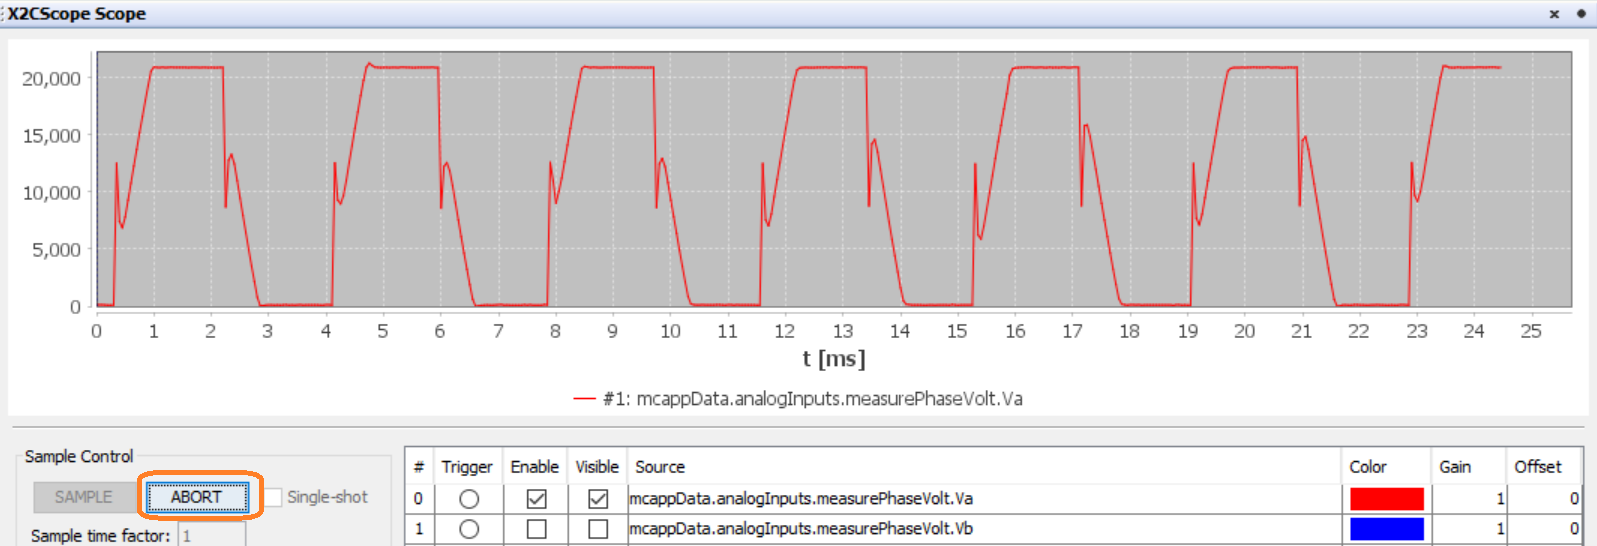 X2CScope Scope
20,000
15,000
10,000
5,000
0
0 1 2 3 4 5 6 7 8 9 10 11 12 13 14 15 16 17 18 19 20 21 22 23 24 25
t [ms]
#1: mcappData.analogInputs.measurePhaseVolt.Va
Sample Control
SAMPLE ABORT Single-shot
Sample time factor: 1
# Trigger Enable Visible Source Color Gain Offset
0 mcappData.analogInputs.measurePhaseVolt.Va 1 0
1 mcappData.analogInputs.measurePhaseVolt.Vb 1 0